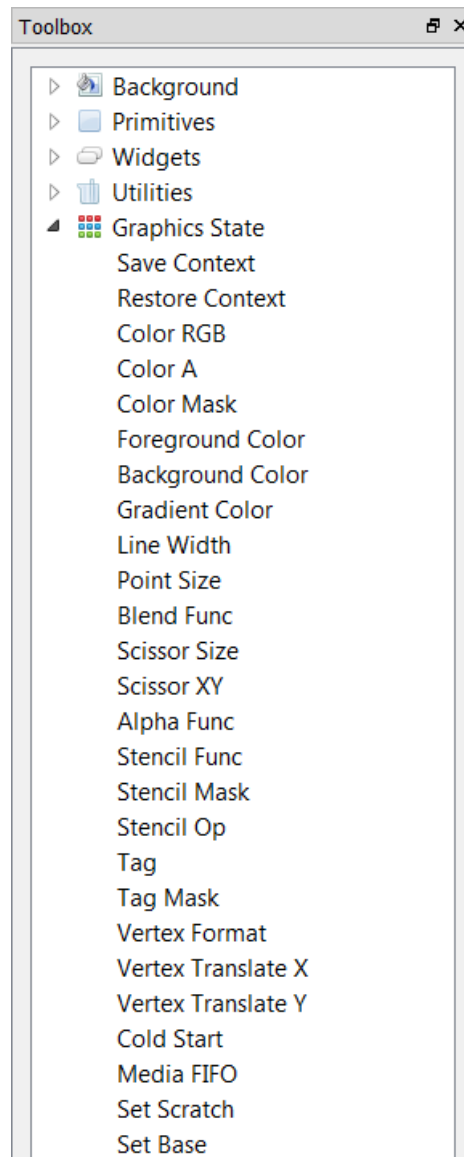 Toolbox
Background
Primitives
Widgets
Utilities
Graphics State
Save Context
Restore Context
Color RGB
Color A
Color Mask
Foreground Color
Background Color
Gradient Color
Line Width
Point Size
Blend Func
Scissor Size
Scissor XY
Alpha Func
Stencil Func
Stencil Mask
Stencil Op
Tag
Tag Mask
Vertex Format
Vertex Translate X
Vertex Translate Y
Cold Start
Media FIFO
Set Scratch
Set Base